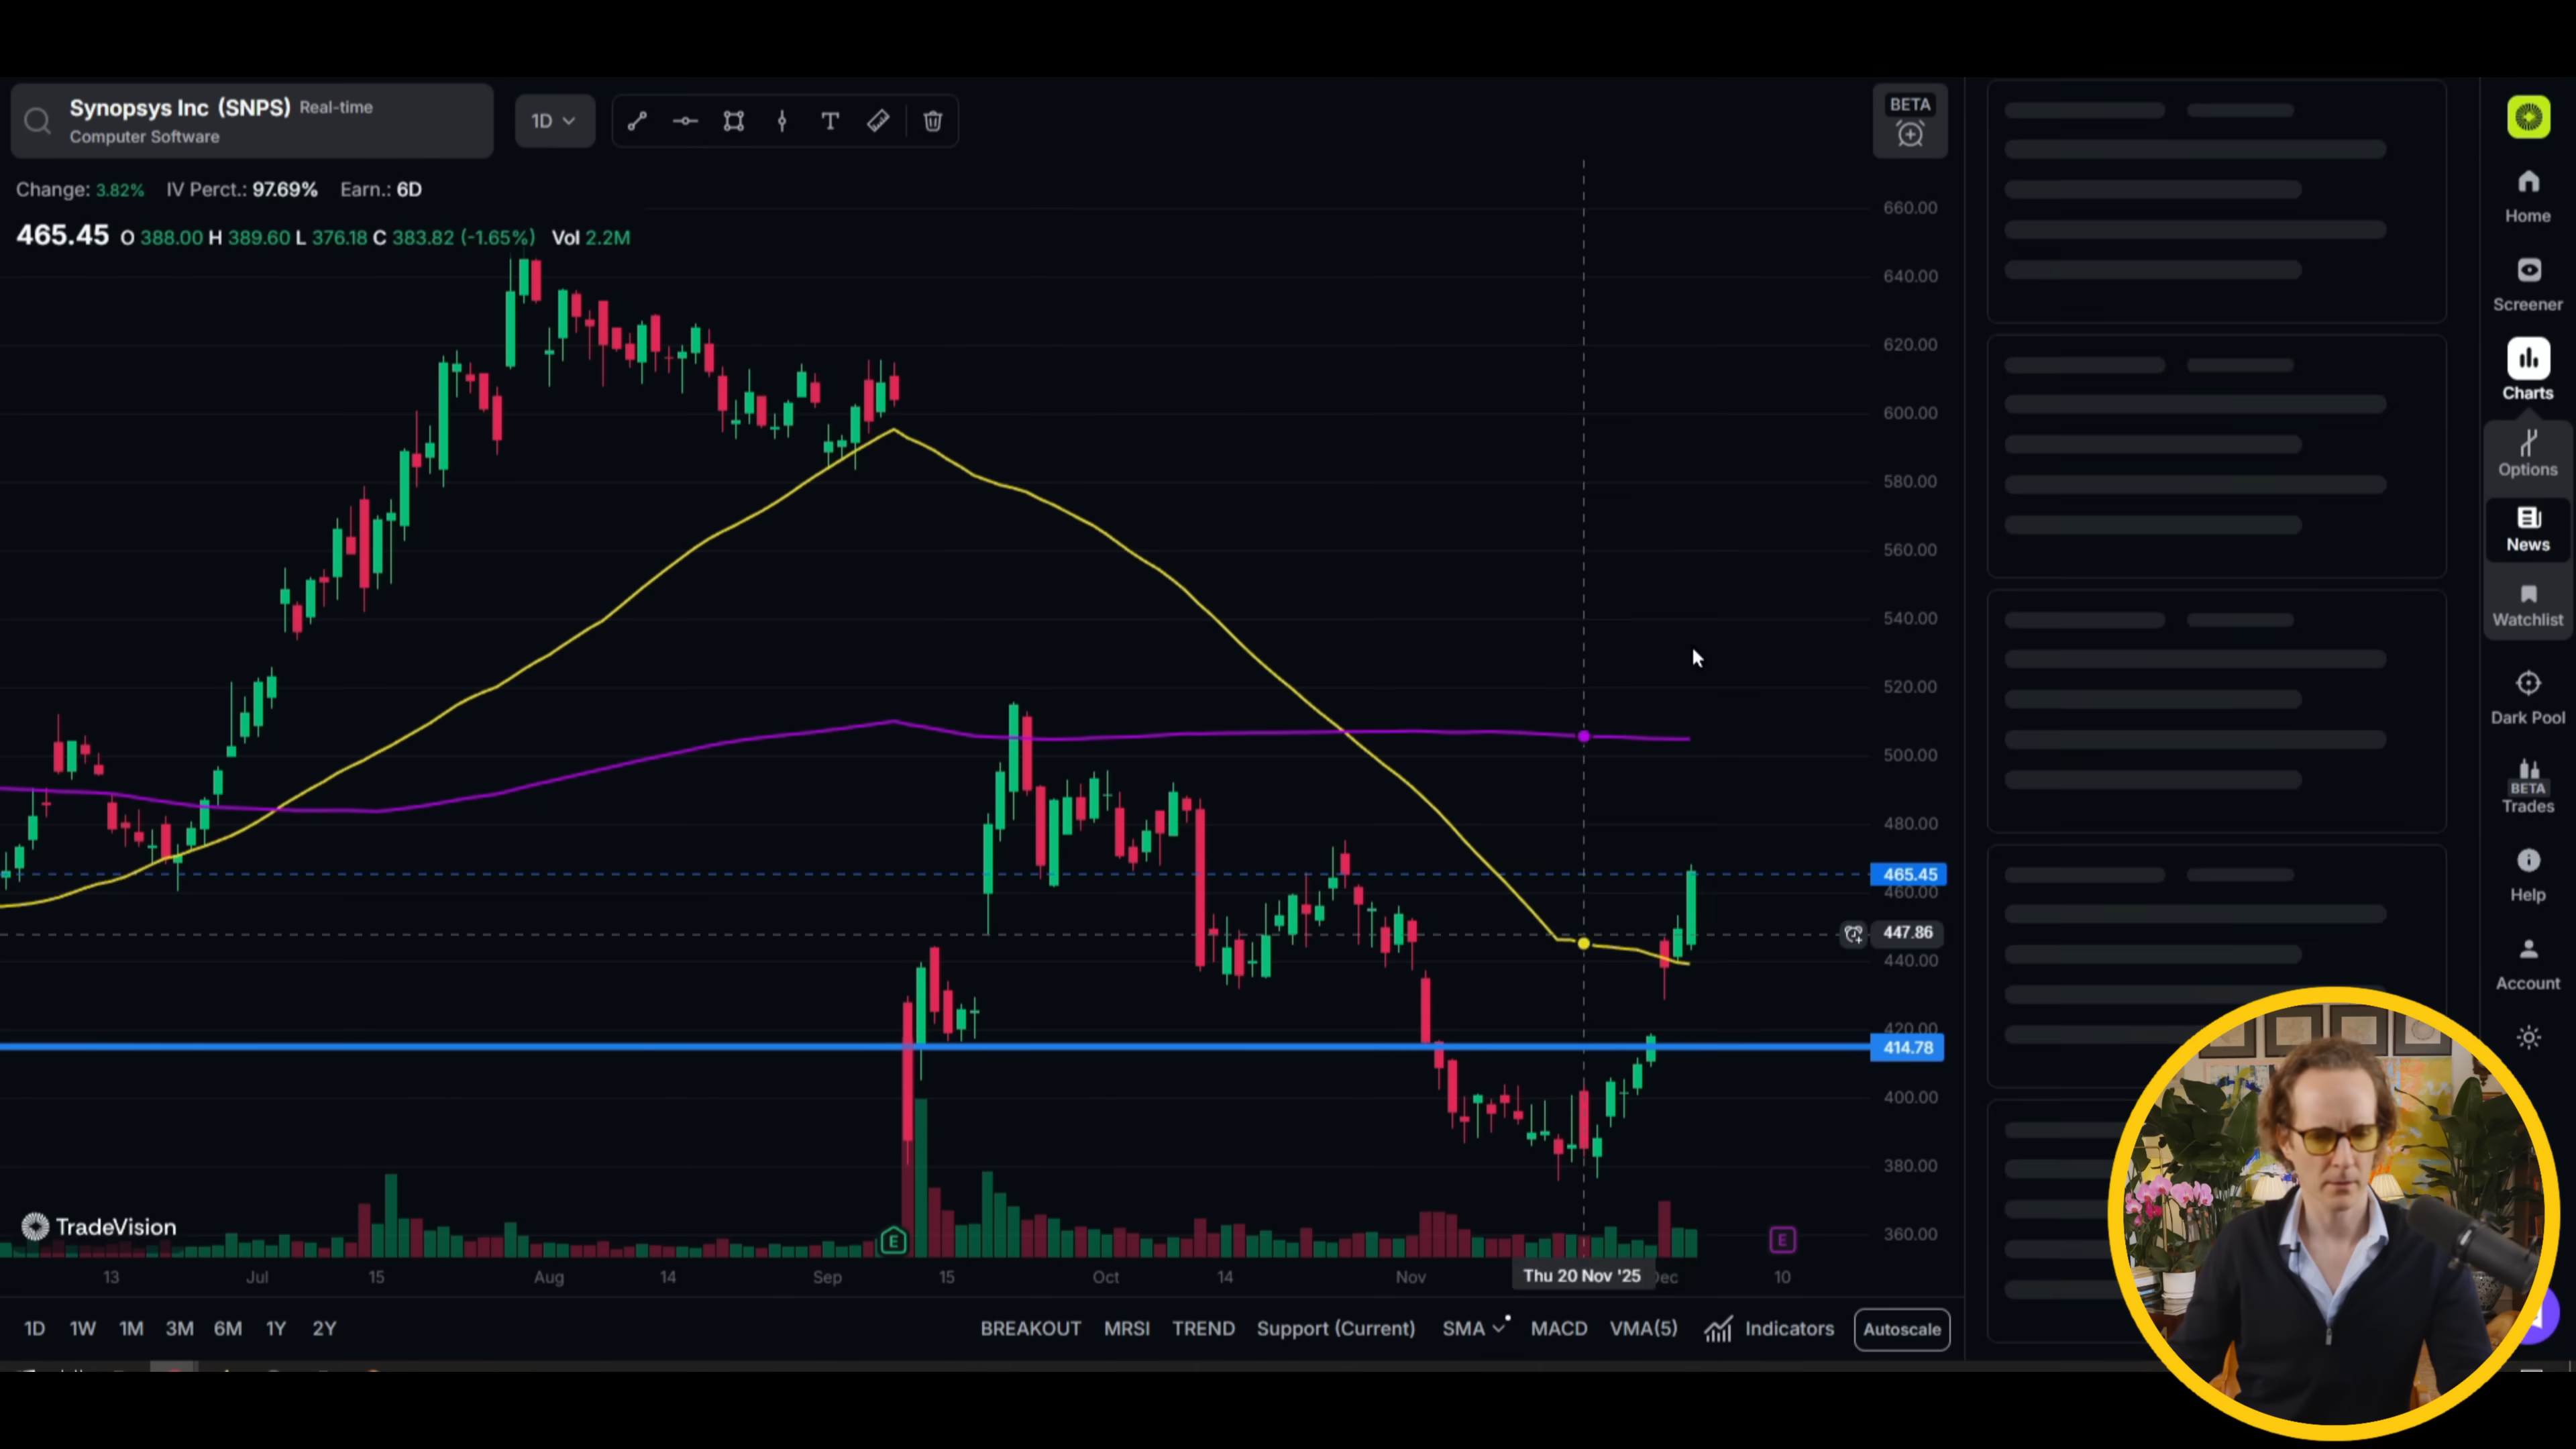 Synopsys Inc (SNPS) Real-time
Computer Software
1D
T
BETA
Change: 3.82% IV Perct.: 97.69% Earn.: 6D
465.45 O 388.00 H 389.60 L 376.18 C 383.82 (-1.65%) Vol 2.2M
660.00
640.00
620.00
600.00
580.00
560.00
540.00
520.00
500.00
480.00
465.45
460.00
447.86
440.00
420.00
414.78
400.00
380.00
360.00
TradeVision
E
E
13
Jul
15
Aug
14
Sep
15
Oct
14
Nov
Thu 20 Nov '25
Dec
10
1D 1W 1M 3M 6M 1Y 2Y
BREAKOUT MRSI TREND Support (Current) SMA MACD VMA(5) Indicators Autoscale
Home
Screener
Charts
Options
News
Watchlist
Dark Pool
BETA
Trades
Help
Account